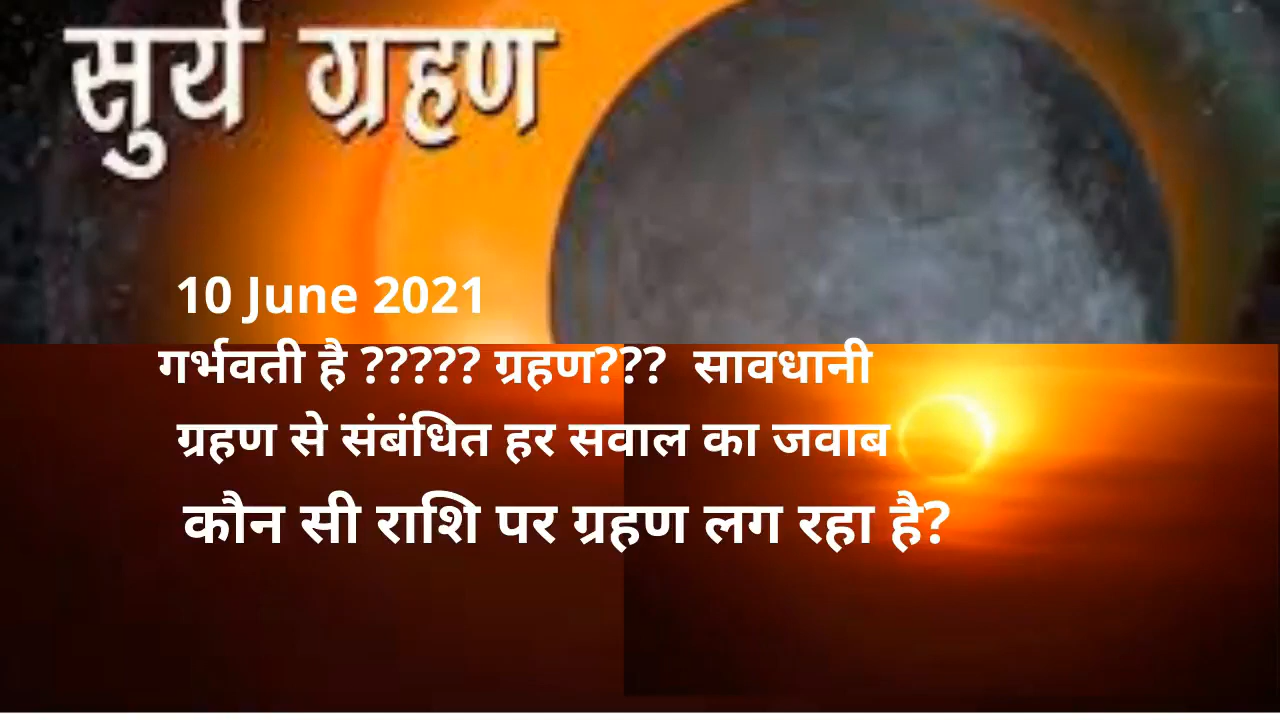 सुर्य ग्रहण
10 June 2021
गर्भवती है ????? ग्रहण??? सावधानी
ग्रहण से संबंधित हर सवाल का जवाब
कौन सी राशि पर ग्रहण लग रहा है?